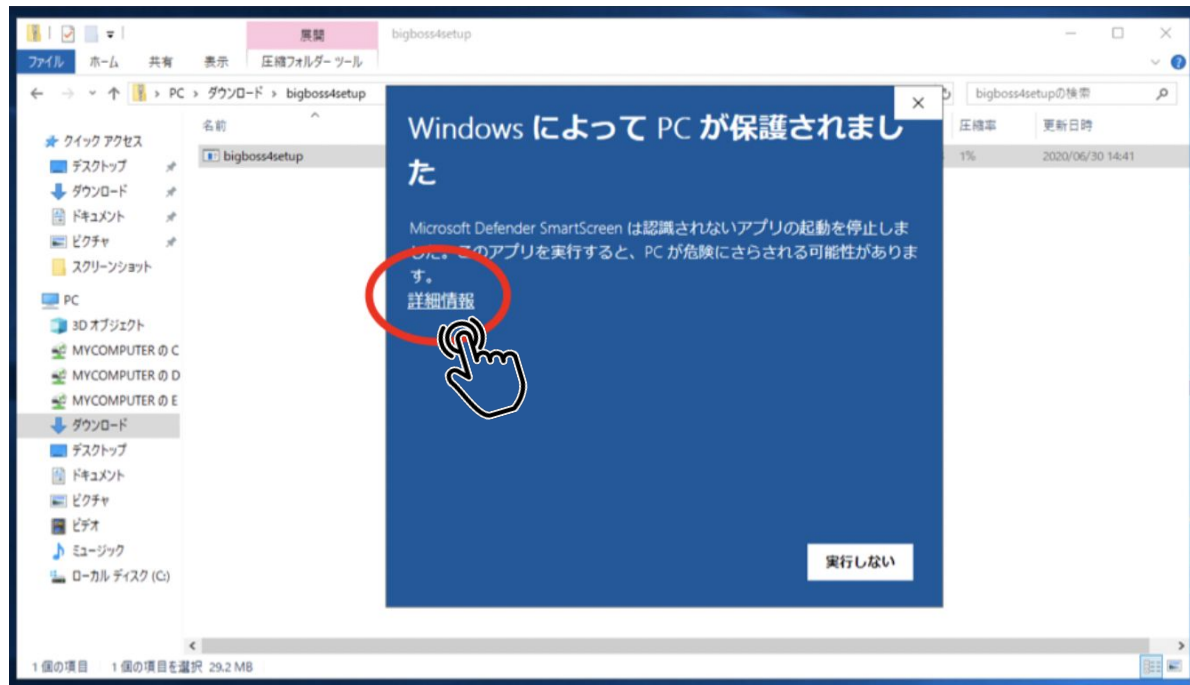 展開
bigboss4setup
ファイル
ホーム
共有
表示
圧縮フォルダー ツール
PC › ダウンロード › bigboss4setup
bigboss4setupの検索
クイック アクセス
デスクトップ
ダウンロード
ドキュメント
ピクチャ
スクリーンショット
PC
3D オブジェクト
MYCOMPUTER の C
MYCOMPUTER の D
MYCOMPUTER の E
ダウンロード
デスクトップ
ドキュメント
ピクチャ
ビデオ
ミュージック
ローカル ディスク (C:)
名前
圧縮率
更新日時
bigboss4setup
1%
2020/06/30 14:41
Windows によって PC が保護されまし
た
Microsoft Defender SmartScreen は認識されないアプリの起動を停止しま
した。このアプリを実行すると、PC が危険にさらされる可能性がありま
す。
詳細情報
実行しない
1 個の項目
1 個の項目を選択 29.2 MB